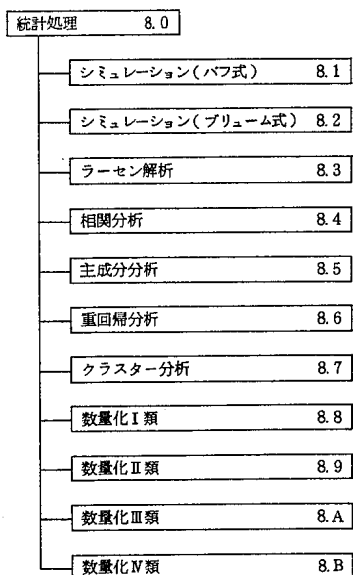 統計処理 8.0
シミュレーション(パフ式) 8.1
シミュレーション(プリューム式) 8.2
ラーセン解析 8.3
相関分析 8.4
主成分分析 8.5
重回帰分析 8.6
クラスター分析 8.7
数量化Ⅰ類 8.8
数量化Ⅱ類 8.9
数量化Ⅲ類 8.A
数量化Ⅳ類 8.B